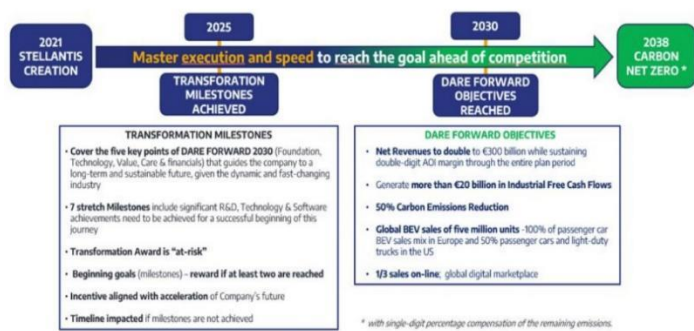 2021
STELLANTIS
CREATION
2025
2030
2038
CARBON
NET ZERO *
Master execution and speed to reach the goal ahead of competition
TRANSFORATION
MILESTONES
ACHIEVED
DARE FORWARD
OBJECTIVES
REACHED
TRANSFORMATION MILESTONES
• Cover the five key points of DARE FORWARD 2030 (Foundation,
Technology, Value, Care & financials) that guides the company to a
long-term and sustainable future, given the dynamic and fast-changing
industry
• 7 stretch Milestones include significant R&D, Technology & Software
achievements need to be achieved for a successful beginning of this
journey
• Transformation Award is "at-risk"
• Beginning goals (milestones) – reward if at least two are reached
• Incentive aligned with acceleration of Company's future
• Timeline impacted if milestones are not achieved
DARE FORWARD OBJECTIVES
• Net Revenues to double to €300 billion while sustaining
double-digit AOI margin through the entire plan period
• Generate more than €20 billion in Industrial Free Cash Flows
• 50% Carbon Emissions Reduction
• Global BEV sales of five million units -100% of passenger car
BEV sales mix in Europe and 50% passenger cars and light-duty
trucks in the US
• 1/3 sales on-line; global digital marketplace
* with single-digit percentage compensation of the remaining emissions.